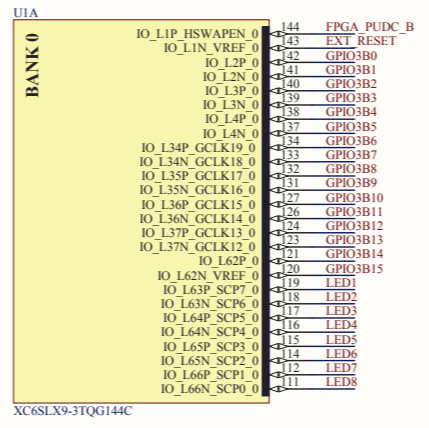 U1A
BANK 0
IO_L1P_HSWAPEN_0 144 FPGA_PUDC_B
IO_L1N_VREF_0 143 EXT_RESET
IO_L2P_0 142 GPIO3B0
IO_L2N_0 141 GPIO3B1
IO_L3P_0 140 GPIO3B2
IO_L3N_0 139 GPIO3B3
IO_L4P_0 138 GPIO3B4
IO_L4N_0 137 GPIO3B5
IO_L34P_GCLK19_0 134 GPIO3B6
IO_L34N_GCLK18_0 133 GPIO3B7
IO_L35P_GCLK17_0 132 GPIO3B8
IO_L35N_GCLK16_0 131 GPIO3B9
IO_L36P_GCLK15_0 127 GPIO3B10
IO_L36N_GCLK14_0 126 GPIO3B11
IO_L37P_GCLK13_0 124 GPIO3B12
IO_L37N_GCLK12_0 123 GPIO3B13
IO_L62P_0 121 GPIO3B14
IO_L62N_VREF_0 120 GPIO3B15
IO_L63P_SCP7_0 119 LED1
IO_L63N_SCP6_0 118 LED2
IO_L64P_SCP5_0 117 LED3
IO_L64N_SCP4_0 116 LED4
IO_L65P_SCP3_0 115 LED5
IO_L65N_SCP2_0 114 LED6
IO_L66P_SCP1_0 112 LED7
IO_L66N_SCP0_0 111 LED8
XC6SLX9-3TQG144C